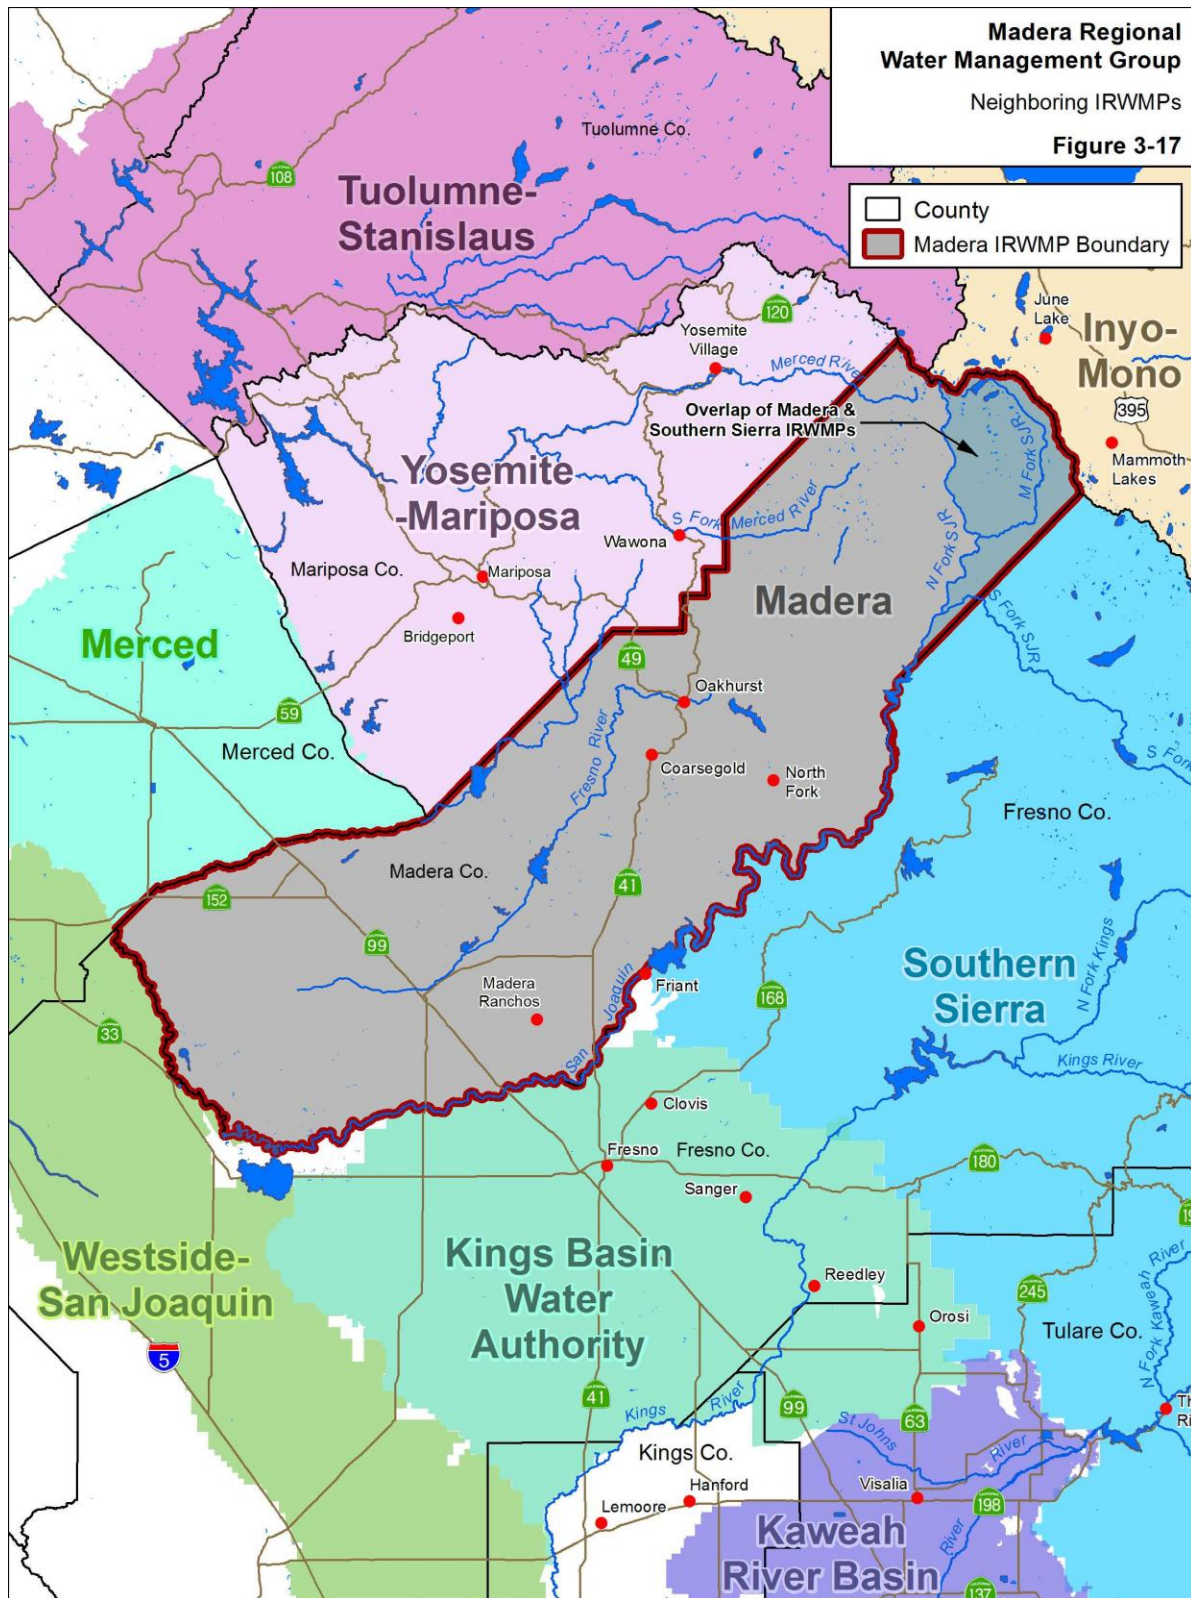 Madera Regional
Water Management Group
Neighboring IRWMPs
Figure 3-17
County
Madera IRWMP Boundary
Tuolumne Co.
108
Tuolumne-
Stanislaus
120
June
Lake
Inyo-
Mono
395
Yosemite
Village
Merced River
Overlap of Madera &
Southern Sierra IRWMPs
M Fork SJR
Mammoth
Lakes
Yosemite
-Mariposa
S Fork Merced River
Wawona
N Fork SJR
Mariposa Co.
Mariposa
Madera
S Fork SJR
Bridgeport
Merced
49
Oakhurst
59
Merced Co.
Fresno River
S Fork
Coarsegold
North
Fork
Fresno Co.
Madera Co.
41
152
99
Southern
Sierra
N Fork Kings
Madera
Ranchos
San Joaquin
Friant
168
33
Kings River
Clovis
Fresno
Fresno Co.
180
Sanger
19
Westside-
San Joaquin
Kings Basin
Water
Authority
Reedley
245
Orosi
Tulare Co.
N Fork Kaweah River
5
41
99
63
Kings River
St Johns River
Th
Ri
Kings Co.
Hanford
Visalia
198
Lemoore
Kaweah
River Basin
River
137